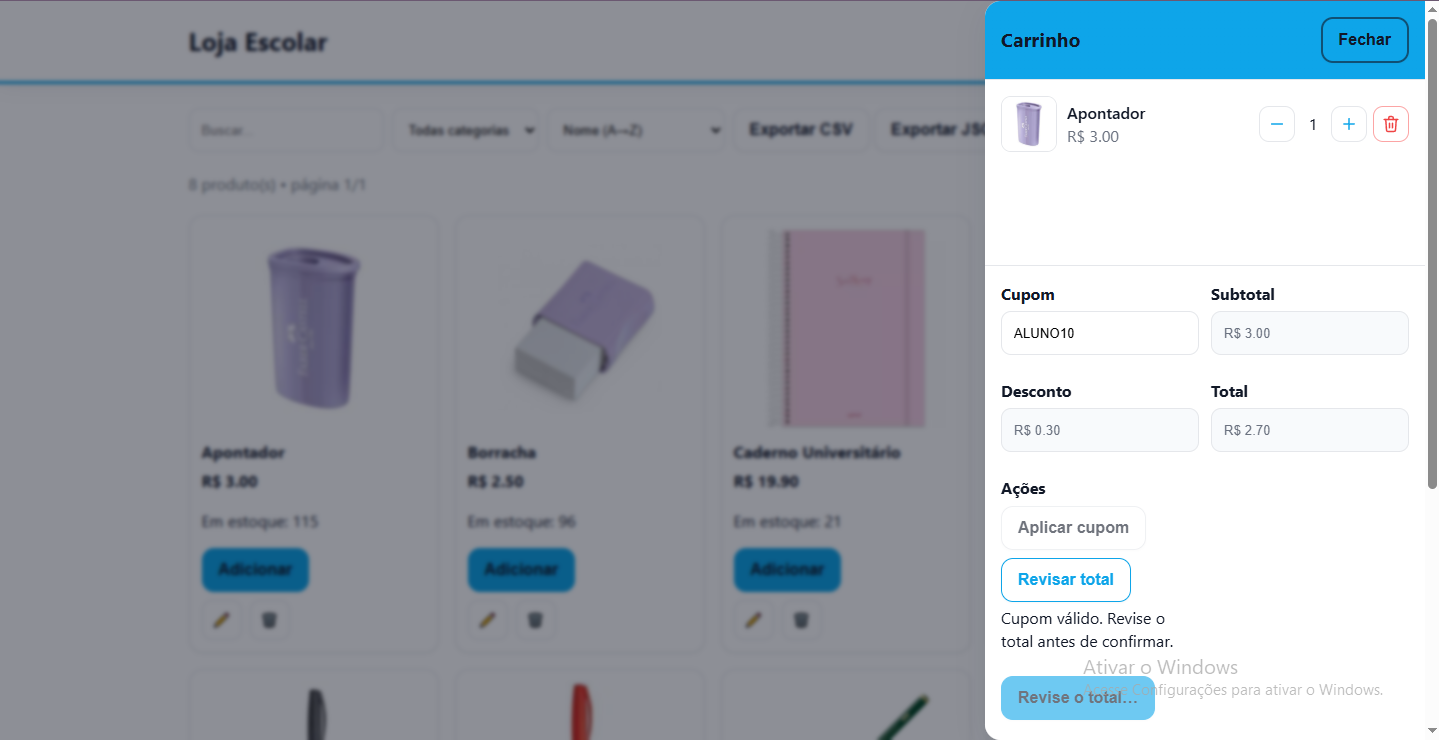 Loja Escolar
Buscar...
Todas categorias
Nome (A→Z)
Exportar CSV
Exportar JSO
8 produto(s) • página 1/1
Apontador
R$ 3.00
Em estoque: 115
Adicionar
Borracha
R$ 2.50
Em estoque: 96
Adicionar
Caderno Universitário
R$ 19.90
Em estoque: 21
Adicionar
Carrinho
Fechar
Apontador
R$ 3.00
1
Cupom
ALUNO10
Subtotal
R$ 3.00
Desconto
R$ 0.30
Total
R$ 2.70
Ações
Aplicar cupom
Revisar total
Cupom válido. Revise o
total antes de confirmar.
Revise o total...
Ativar o Windows
Configurações para ativar o Windows.